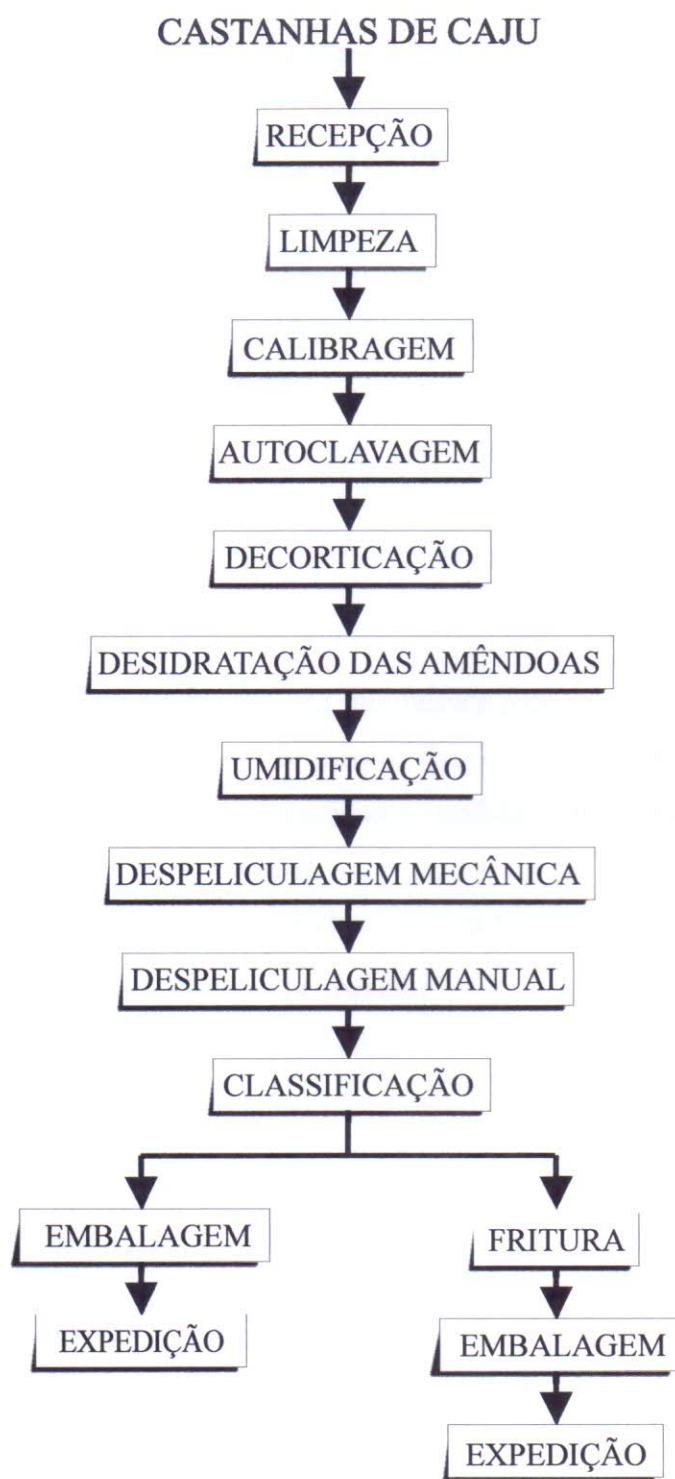 CASTANHAS DE CAJU
RECEPÇÃO
LIMPEZA
CALIBRAGEM
AUTOCLAVAGEM
DECORTICAÇÃO
DESIDRATAÇÃO DAS AMÊNDOAS
UMIDIFICAÇÃO
DESPELICULAGEM MECÂNICA
DESPELICULAGEM MANUAL
CLASSIFICAÇÃO
EMBALAGEM
FRITURA
EXPEDIÇÃO
EMBALAGEM
EXPEDIÇÃO